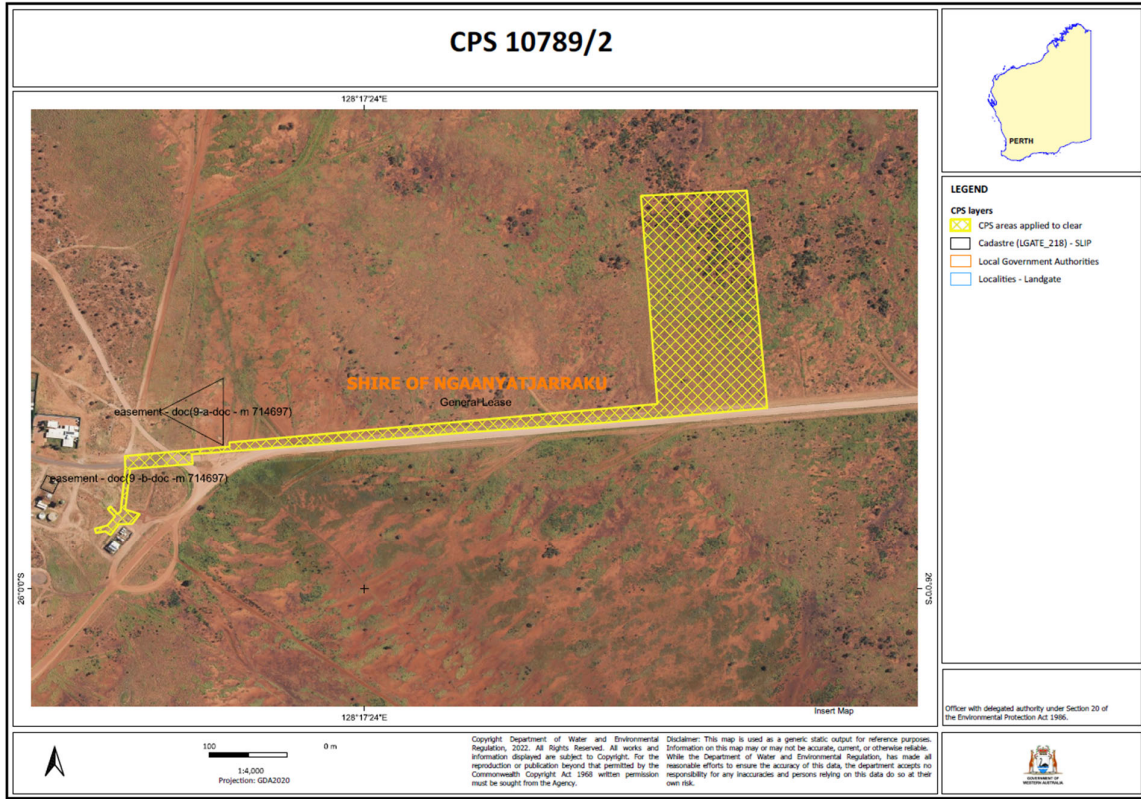 CPS 10789/2
128°17'24"E
SHIRE OF NGAANYATJARRAKU
General Lease
easement - doc(9-a-doc - m 714697)
easement - doc(9 -b-doc -m 714697)
26°0'0"S
26°0'0"S
128°17'24"E
Insert Map
PERTH
LEGEND
CPS layers
CPS areas applied to clear
Cadastre (LGATE_218) - SLIP
Local Government Authorities
Localities - Landgate
Officer with delegated authority under Section 20 of
the Environmental Protection Act 1986.
100
0 m
1:4,000
Projection: GDA2020
Copyright Department of Water and Environmental
Regulation, 2022. All Rights Reserved. All works and
information displayed are subject to Copyright. For the
reproduction or publication beyond that permitted by the
Commonwealth Copyright Act 1968 written permission
must be sought from the Agency.
Disclaimer: This map is used as a generic static output for reference purposes.
Information on this map may or may not be accurate, current, or otherwise reliable.
While the Department of Water and Environmental Regulation, has made all
reasonable efforts to ensure the accuracy of this data, the department accepts no
responsibility for any inaccuracies and persons relying on this data do so at their
own risk.
GOVERNMENT OF
WESTERN AUSTRALIA